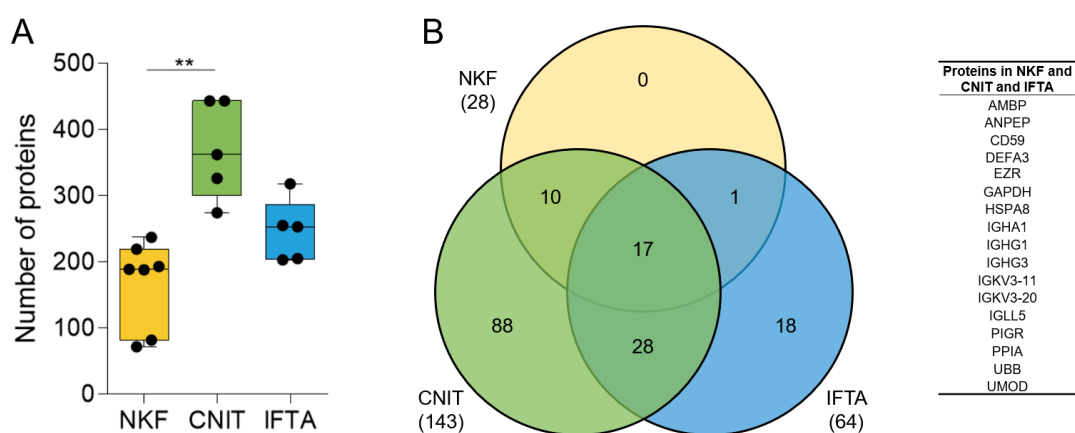 A
Number of proteins
500
400
300
200
100
0
**
NKF
CNIT
IFTA
B
NKF
(28)
0
10
1
17
88
28
18
CNIT
(143)
IFTA
(64)
Proteins in NKF and
CNIT and IFTA
AMBP
ANPEP
CD59
DEFA3
EZR
GAPDH
HSPA8
IGHA1
IGHG1
IGHG3
IGKV3-11
IGKV3-20
IGLL5
PIGR
PPIA
UBB
UMOD